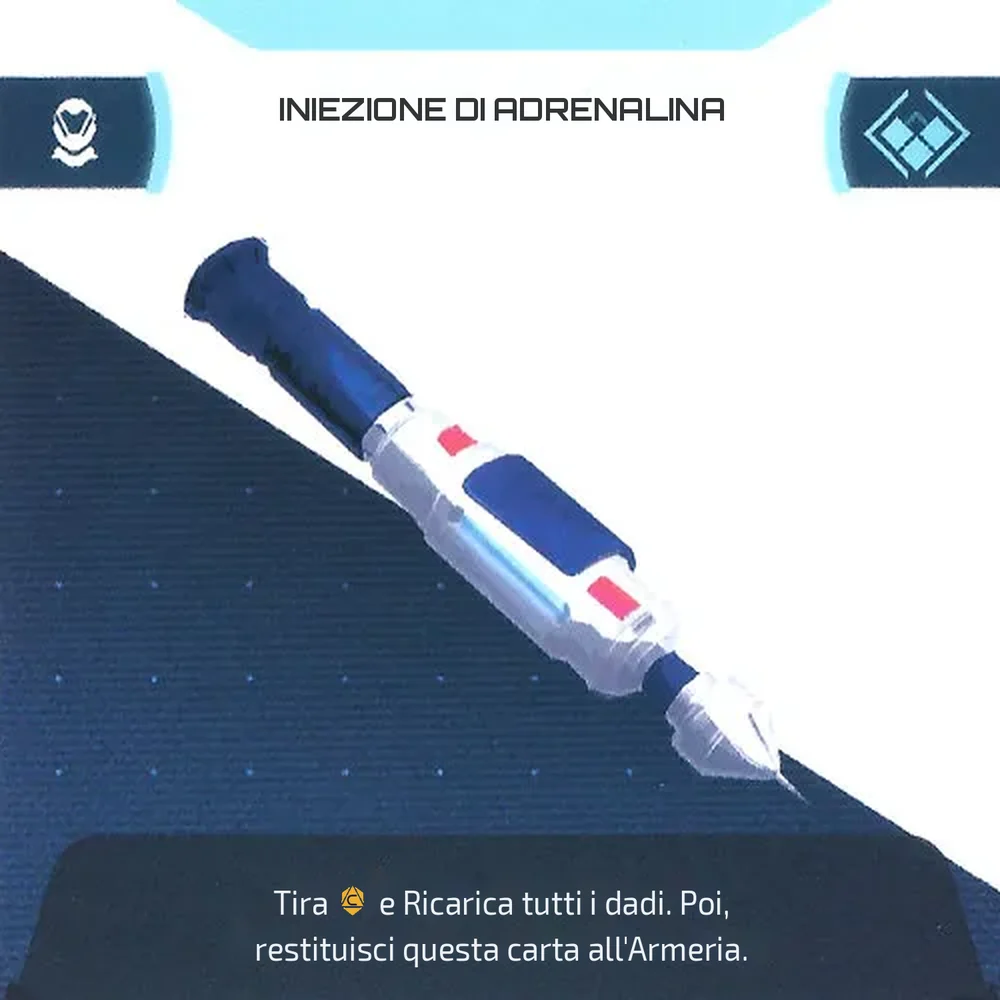 INIEZIONE DI ADRENALINA
Tira e Ricarica tutti i dadi. Poi,
restituisci questa carta all'Armeria.